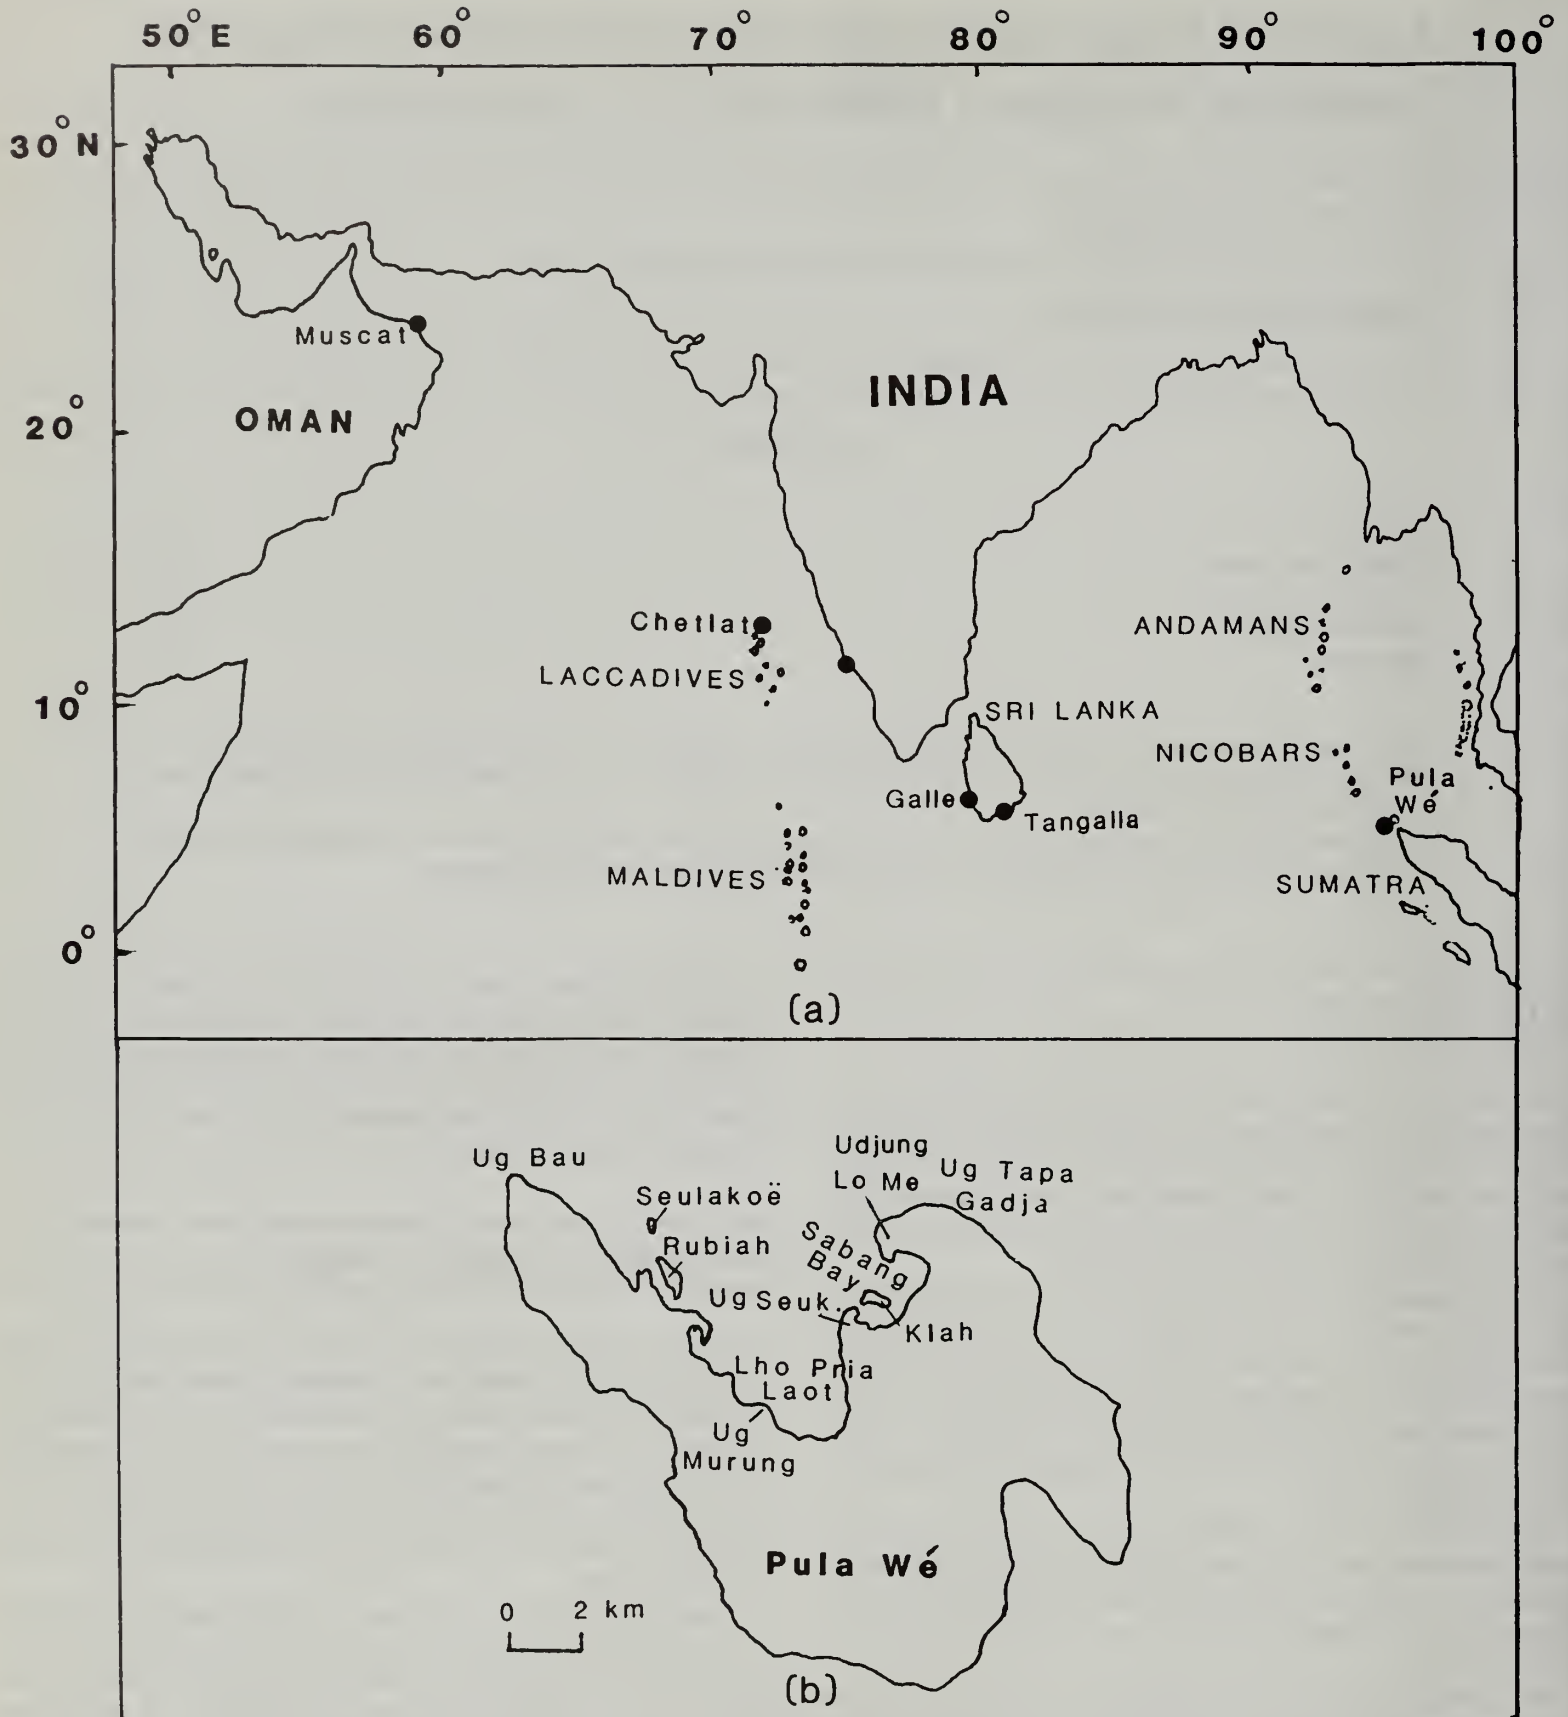 50° E 60° 70° 80° 90° 100°
30° N
Muscat
INDIA
OMAN
20°
Chetlat
ANDAMANS
LACCADIVES
10°
SRI LANKA
NICOBARS
Pula
Wé
Galle
Tangalla
MALDIVES
SUMATRA
0°
(a)
Ug Bau
Seulakoë
Rubiah
Udjung
Lo Me
Ug Tapa
Gadja
Sabang
Bay
Ug Seuk.
Klah
Lho Pria
Laot
Ug
Murung
Pula Wé
0 2 km
(b)